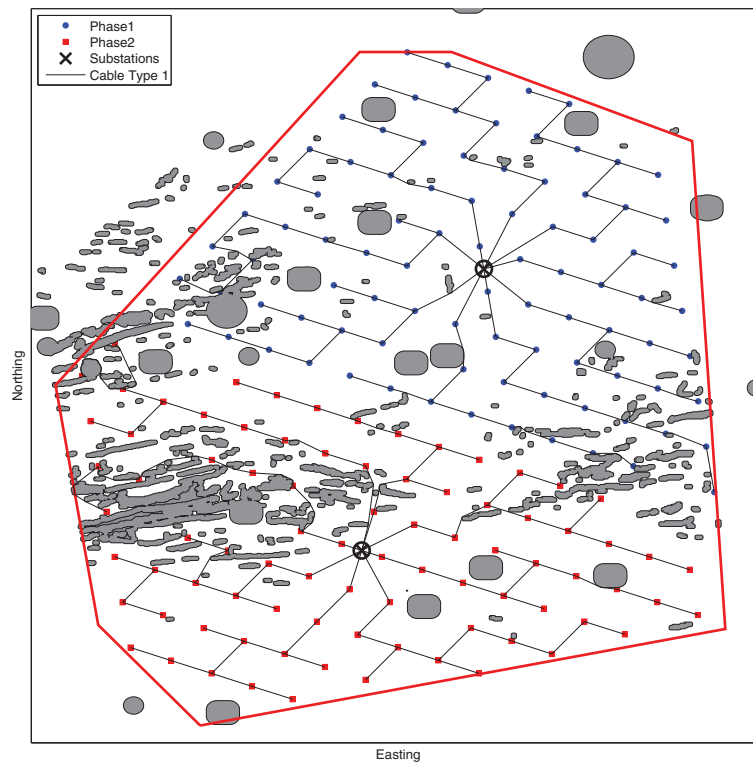 Phase1
Phase2
Substations
Cable Type 1
Northing
Easting